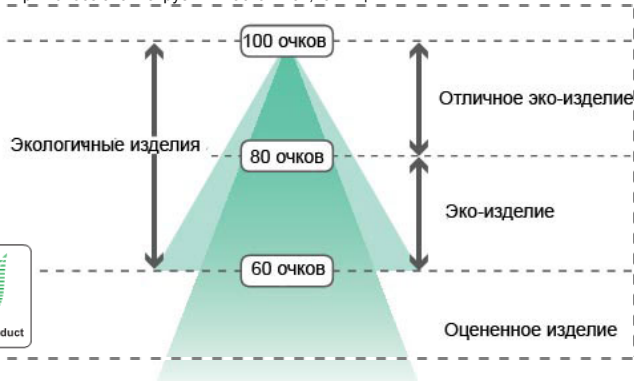 100 очков
Отличное эко-изделие
Экологичные изделия
80 очков
Эко-изделие
60 очков
Оцененное изделие
duct